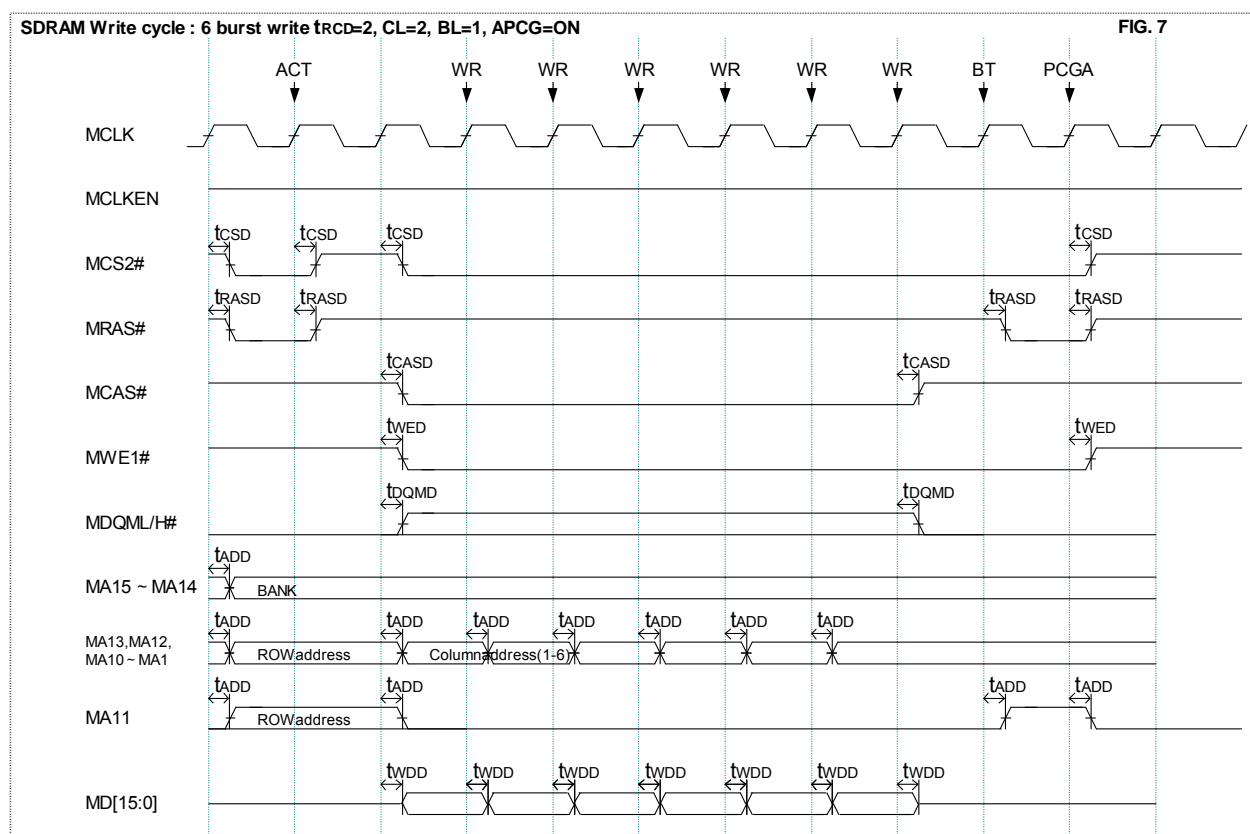 SDRAM Write cycle : 6 burst write tRCD=2, CL=2, BL=1, APCG=ON FIG. 7
ACT WR WR WR WR WR WR BT PCGA
MCLK
MCLKEN
tCSD tCSD tCSD tCSD
MCS2#
tRASD tRASD tRASD tRASD
MRAS#
tCASD tCASD
MCAS#
tWED tWED
MWE1#
tDQMD tDQMD
MDQML/H#
tADD
MA15 ~ MA14 BANK
tADD tADD tADD tADD tADD tADD tADD
MA13,MA12,
MA10 ~ MA1 ROWaddress Columnaddress(1-6)
tADD tADD tADD tADD
MA11 ROWaddress
tWDD tWDD tWDD tWDD tWDD tWDD tWDD
MD[15:0]